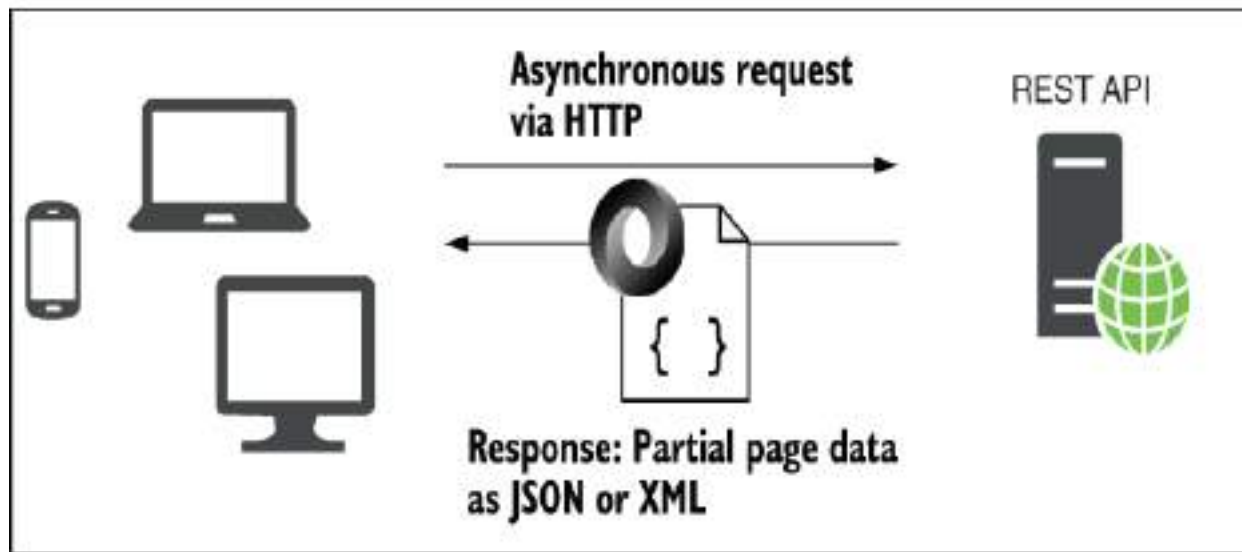 Asynchronous request
via HTTP
REST API
{ }
Response: Partial page data
as JSON or XML